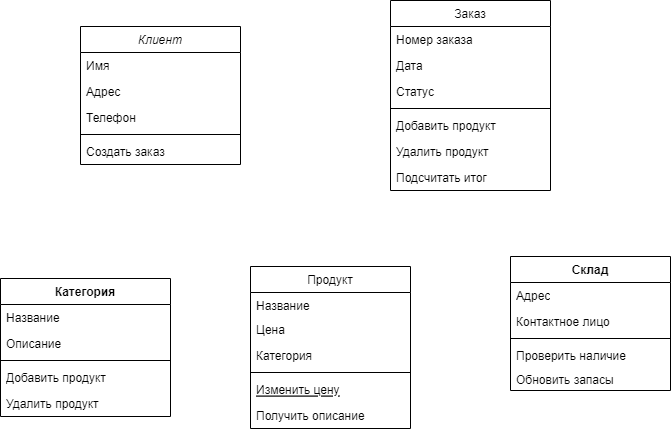 Клиент
Имя
Адрес
Телефон
Создать заказ
Заказ
Номер заказа
Дата
Статус
Добавить продукт
Удалить продукт
Подсчитать итог
Категория
Название
Описание
Добавить продукт
Удалить продукт
Продукт
Название
Цена
Категория
Изменить цену
Получить описание
Склад
Адрес
Контактное лицо
Проверить наличие
Обновить запасы